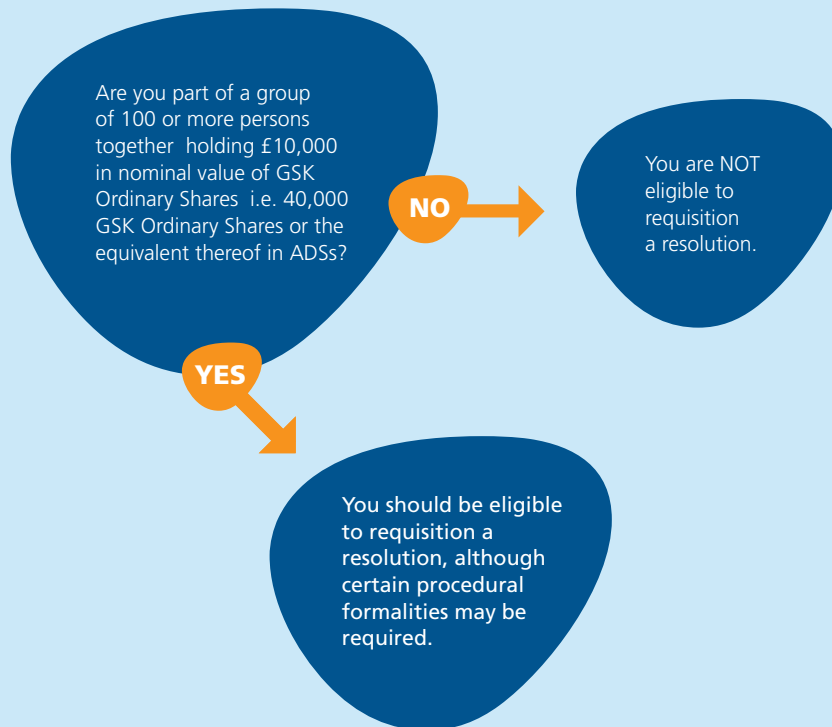 Are you part of a group
of 100 or more persons
together  holding £10,000
in nominal value of GSK
Ordinary Shares  i.e. 40,000
GSK Ordinary Shares or the
equivalent thereof in ADSs?
NO
You are NOT
eligible to
requisition
a resolution.
YES
You should be eligible
to requisition a
resolution, although
certain procedural
formalities may be
required.